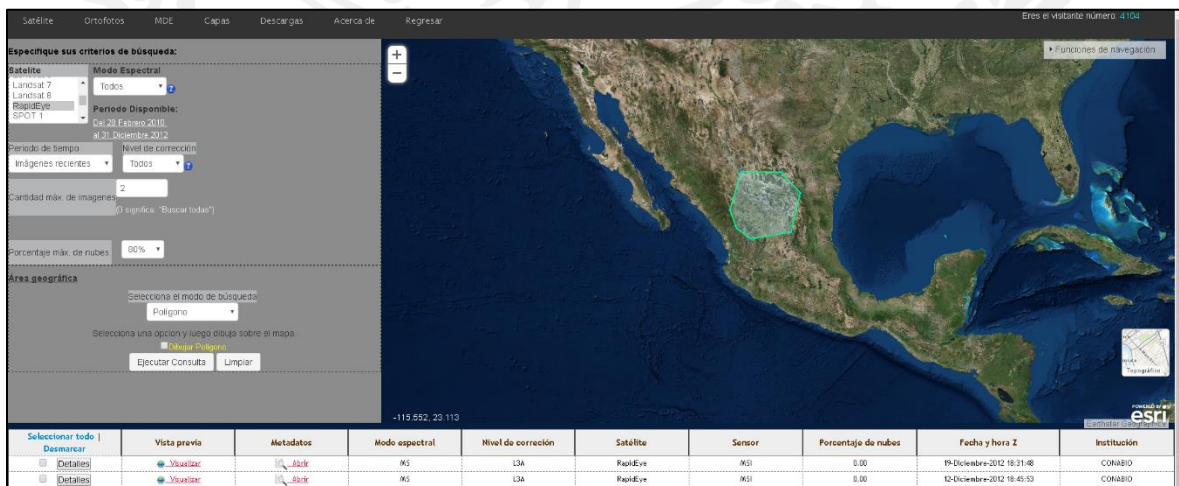 Satélite Ortofotos MDE Capas Descargas Acerca de Regresar
Eres el visitante número: 4104
Especifique sus criterios de búsqueda:
Satelite
Landsat 7
Landsat 8
RapidEye
SPOT 1
Modo Espectral
Todos
Periodo Disponible:
Del 28 Febrero 2010
al 31 Diciembre 2012
Periodo de tiempo
Imágenes recientes
Nivel de corrección
Todos
Cantidad máx. de imagenes
2
(0 significa: "Buscar todas")
Porcentaje máx. de nubes
80%
Área geográfica
Selecciona el modo de búsqueda
Polígono
Selecciona una opcion y luego dibuja sobre el mapa.
Dibujar Polígono
Ejecutar Consulta Limpiar
+
−
Funciones de navegación
-115.552, 23.113
Topográfico
POWERED BY
esri
Earthstar Geographics
Seleccionar todo | Desmarcar Vista previa Metadatos Modo espectral Nivel de correción Satélite Sensor Porcentaje de nubes Fecha y hora Z Institución
Detalles Visualizar Abrir MS L3A RapidEye MSI 0.00 19-Diciembre-2012 18:31:48 CONABIO
Detalles Visualizar Abrir MS L3A RapidEye MSI 0.00 12-Diciembre-2012 18:45:53 CONABIO